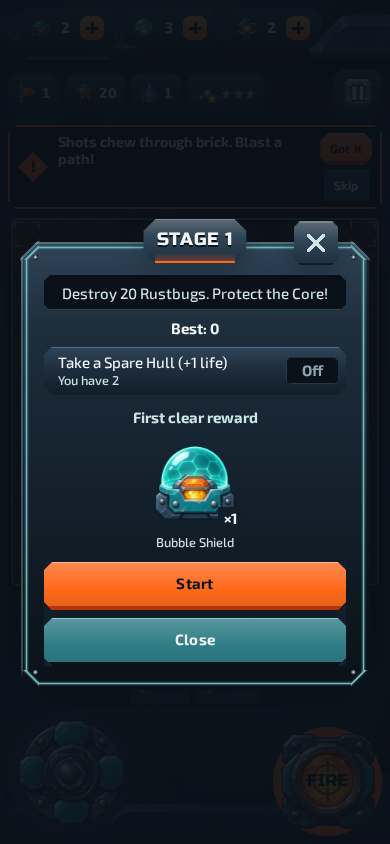 2
3
2
1
20
1
Shots chew through brick. Blast a
path!
Got it
Skip
STAGE 1
Destroy 20 Rustbugs. Protect the Core!
Best: 0
Take a Spare Hull (+1 life)
You have 2
Off
First clear reward
×1
Bubble Shield
Start
Close
FIRE